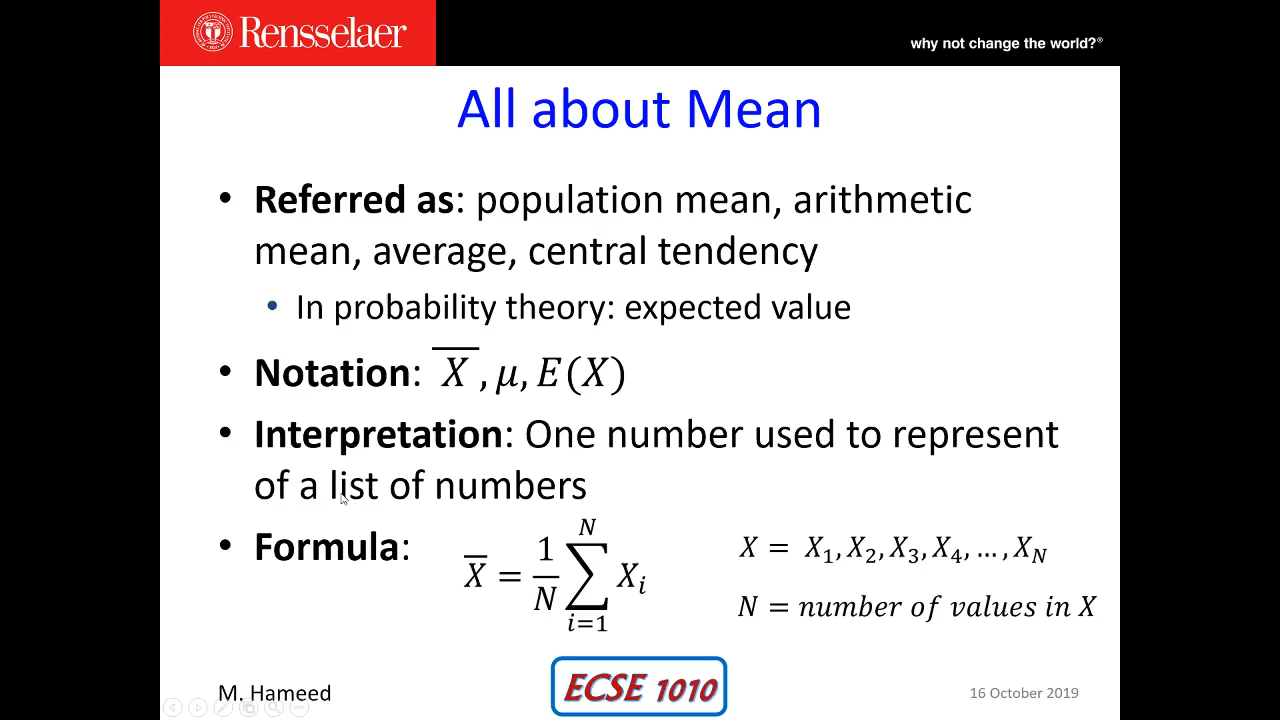 Rensselaer
why not change the world?®
All about Mean
• Referred as: population mean, arithmetic
mean, average, central tendency
• In probability theory: expected value
• Notation: X̅ , μ, E(X)
• Interpretation: One number used to represent
of a list of numbers
• Formula:
X̅ = 1/N ∑_{i=1}^{N} X_i
X = X₁, X₂, X₃, X₄, … , X_N
N = number of values in X
M. Hameed
ECSE 1010
16 October 2019